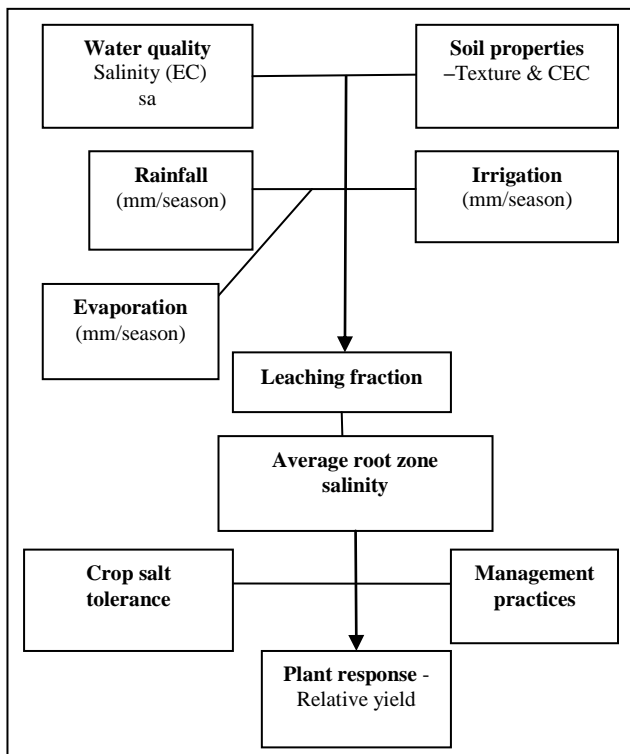 Water quality
Salinity (EC)
sa
Soil properties
–Texture & CEC
Rainfall
(mm/season)
Irrigation
(mm/season)
Evaporation
(mm/season)
Leaching fraction
Average root zone
salinity
Crop salt
tolerance
Management
practices
Plant response -
Relative yield